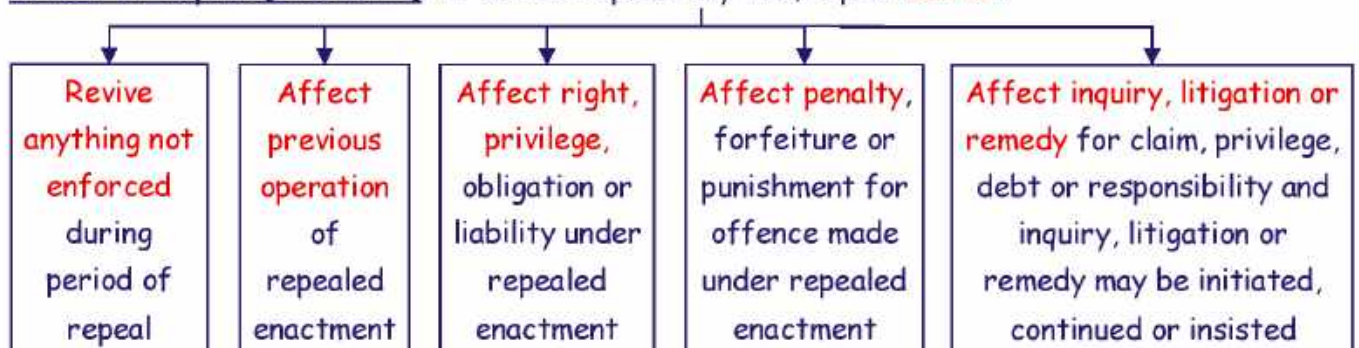 Revive
anything not
enforced
during
period of
repeal
Affect
previous
operation
of
repealed
enactment
Affect right,
privilege,
obligation or
liability under
repealed
enactment
Affect penalty,
forfeiture or
punishment for
offence made
under repealed
enactment
Affect inquiry, litigation or
remedy for claim, privilege,
debt or responsibility and
inquiry, litigation or
remedy may be initiated,
continued or insisted